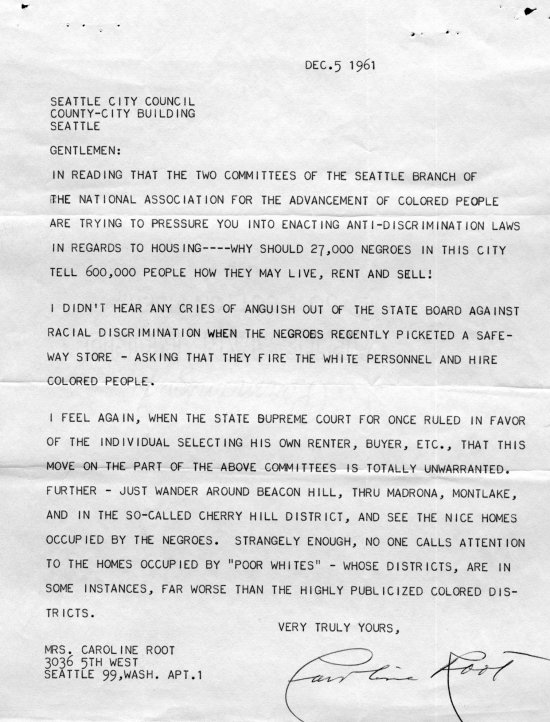 DEC.5 1961
SEATTLE CITY COUNCIL
COUNTY-CITY BUILDING
SEATTLE
GENTLEMEN:
IN READING THAT THE TWO COMMITTEES OF THE SEATTLE BRANCH OF
THE NATIONAL ASSOCIATION FOR THE ADVANCEMENT OF COLORED PEOPLE
ARE TRYING TO PRESSURE YOU INTO ENACTING ANTI-DISCRIMINATION LAWS
IN REGARDS TO HOUSING----WHY SHOULD 27,000 NEGROES IN THIS CITY
TELL 600,000 PEOPLE HOW THEY MAY LIVE, RENT AND SELL!
I DIDN'T HEAR ANY CRIES OF ANGUISH OUT OF THE STATE BOARD AGAINST
RACIAL DISCRIMINATION WHEN THE NEGROES RECENTLY PICKETED A SAFE-
WAY STORE - ASKING THAT THEY FIRE THE WHITE PERSONNEL AND HIRE
COLORED PEOPLE.
I FEEL AGAIN, WHEN THE STATE SUPREME COURT FOR ONCE RULED IN FAVOR
OF THE INDIVIDUAL SELECTING HIS OWN RENTER, BUYER, ETC., THAT THIS
MOVE ON THE PART OF THE ABOVE COMMITTEES IS TOTALLY UNWARRANTED.
FURTHER - JUST WANDER AROUND BEACON HILL, THRU MADRONA, MONTLAKE,
AND IN THE SO-CALLED CHERRY HILL DISTRICT, AND SEE THE NICE HOMES
OCCUPIED BY THE NEGROES. STRANGELY ENOUGH, NO ONE CALLS ATTENTION
TO THE HOMES OCCUPIED BY "POOR WHITES" - WHOSE DISTRICTS, ARE IN
SOME INSTANCES, FAR WORSE THAN THE HIGHLY PUBLICIZED COLORED DIS-
TRICTS.
VERY TRULY YOURS,
MRS. CAROLINE ROOT
3036 5TH WEST
SEATTLE 99,WASH. APT.1
Caroline Root